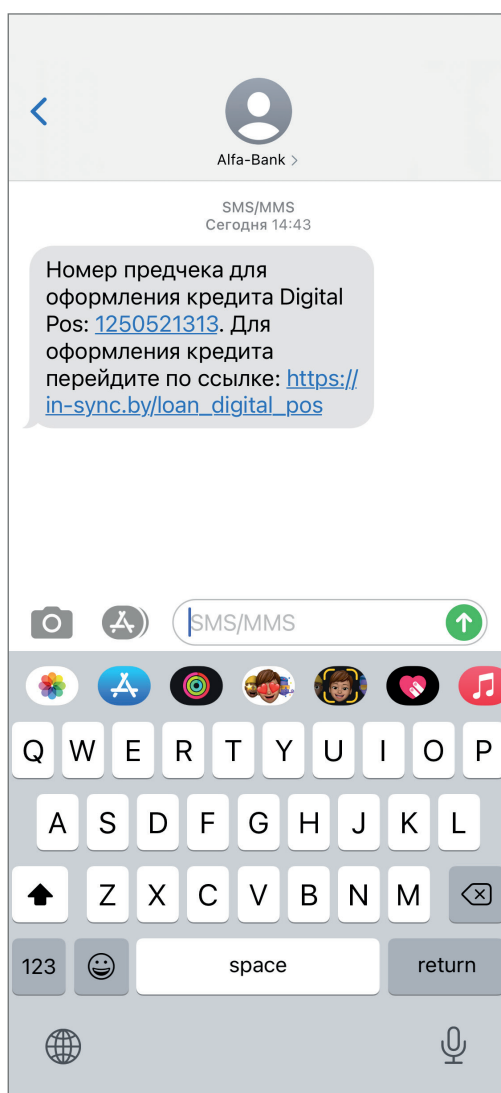 Alfa-Bank >
SMS/MMS
Сегодня 14:43
Номер предчека для
оформления кредита Digital
Pos: 1250521313. Для
оформления кредита
перейдите по ссылке: https://
in-sync.by/loan_digital_pos
SMS/MMS
Q W E R T Y U I O P
A S D F G H J K L
Z X C V B N M
123 space return